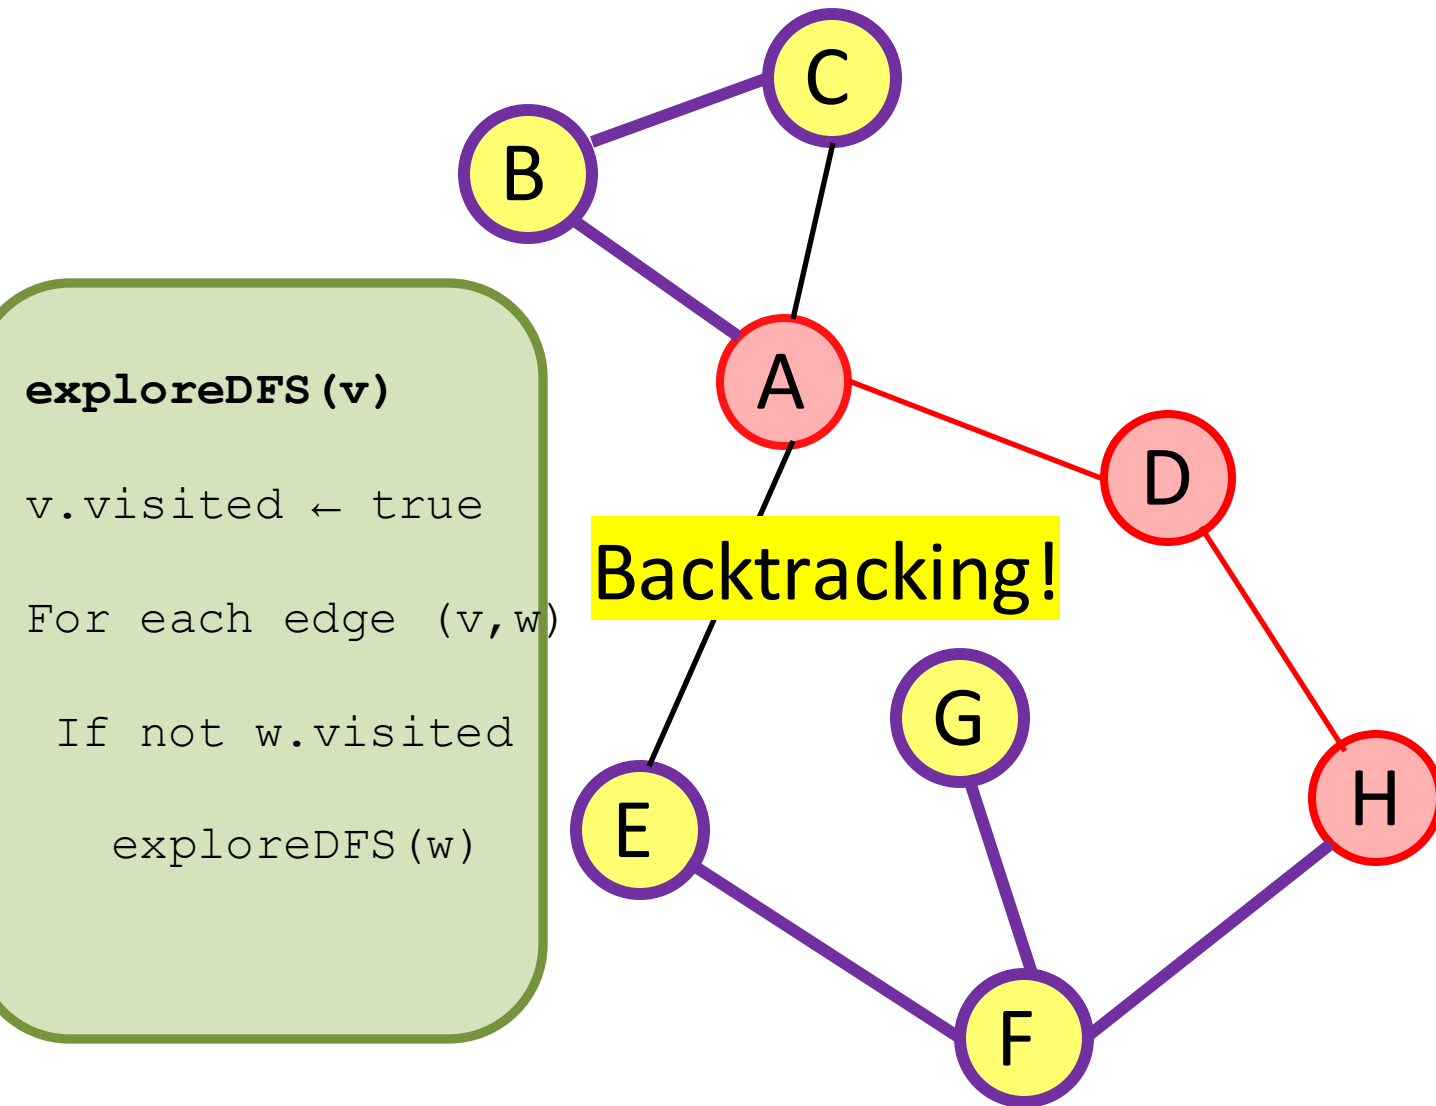 C
B
A
exploreDFS(v)
D
v.visited ← true
Backtracking!
For each edge (v,w)
G
If not w.visited
H
E
exploreDFS(w)
F